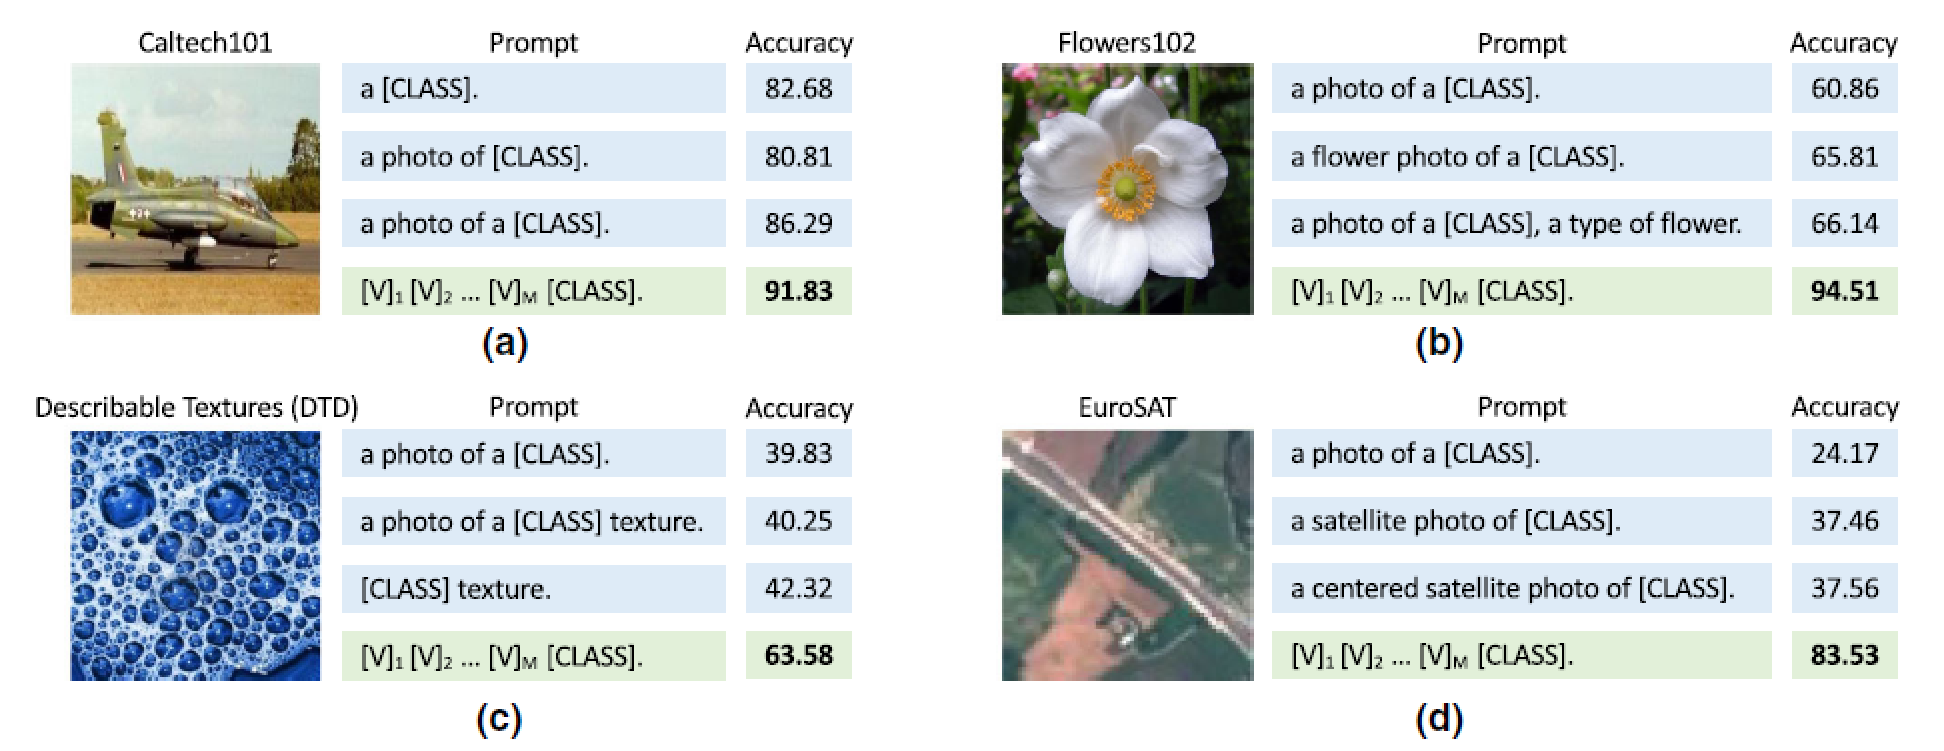 Caltech101 Prompt Accuracy
a [CLASS]. 82.68
a photo of [CLASS]. 80.81
a photo of a [CLASS]. 86.29
[V]₁ [V]₂ ... [V]ᴍ [CLASS]. 91.83
(a)
Flowers102 Prompt Accuracy
a photo of a [CLASS]. 60.86
a flower photo of a [CLASS]. 65.81
a photo of a [CLASS], a type of flower. 66.14
[V]₁ [V]₂ ... [V]ᴍ [CLASS]. 94.51
(b)
Describable Textures (DTD) Prompt Accuracy
a photo of a [CLASS]. 39.83
a photo of a [CLASS] texture. 40.25
[CLASS] texture. 42.32
[V]₁ [V]₂ ... [V]ᴍ [CLASS]. 63.58
(c)
EuroSAT Prompt Accuracy
a photo of a [CLASS]. 24.17
a satellite photo of [CLASS]. 37.46
a centered satellite photo of [CLASS]. 37.56
[V]₁ [V]₂ ... [V]ᴍ [CLASS]. 83.53
(d)